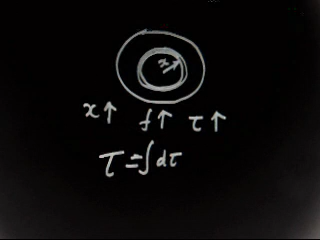 x
x↑ f↑ τ↑
τ = ∫dτ